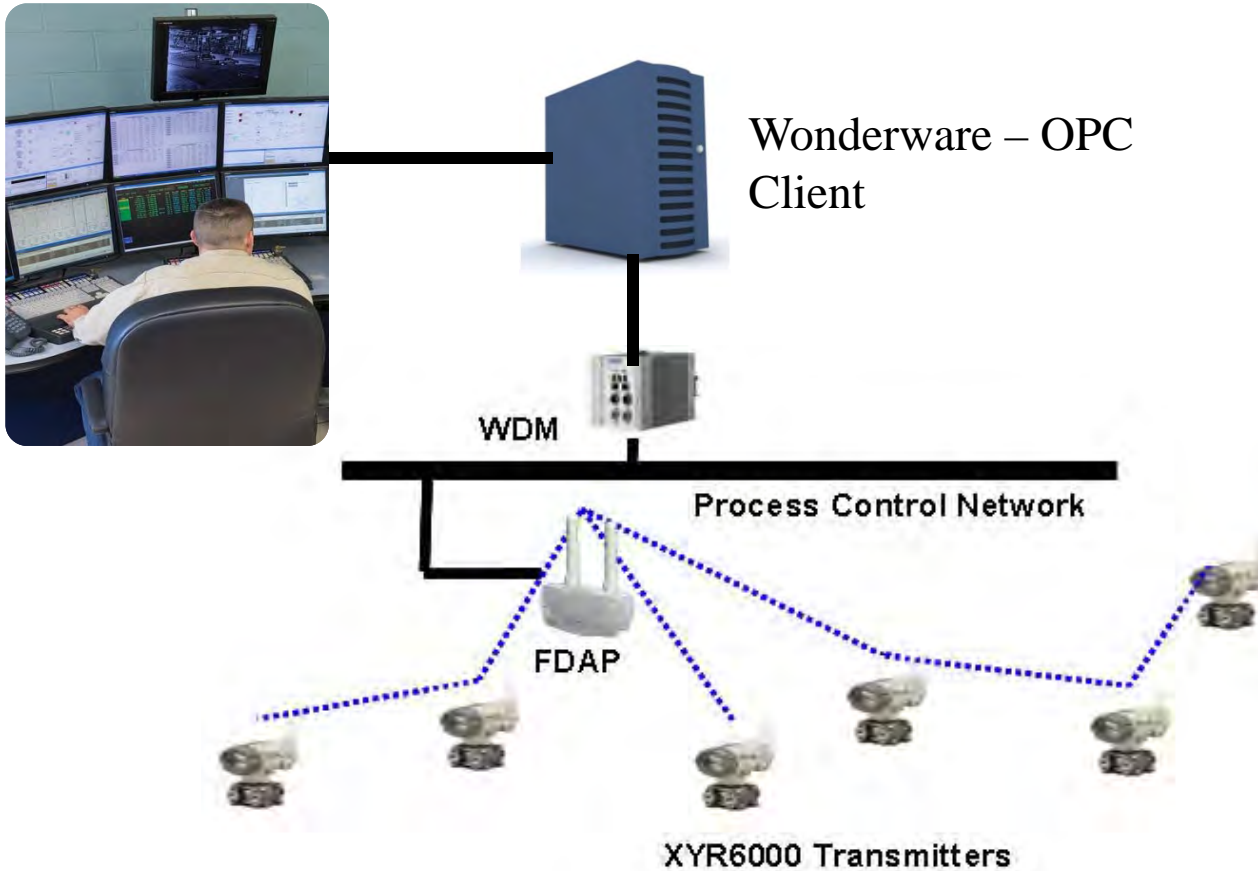 Wonderware – OPC
Client
WDM
Process Control Network
FDAP
XYR6000 Transmitters